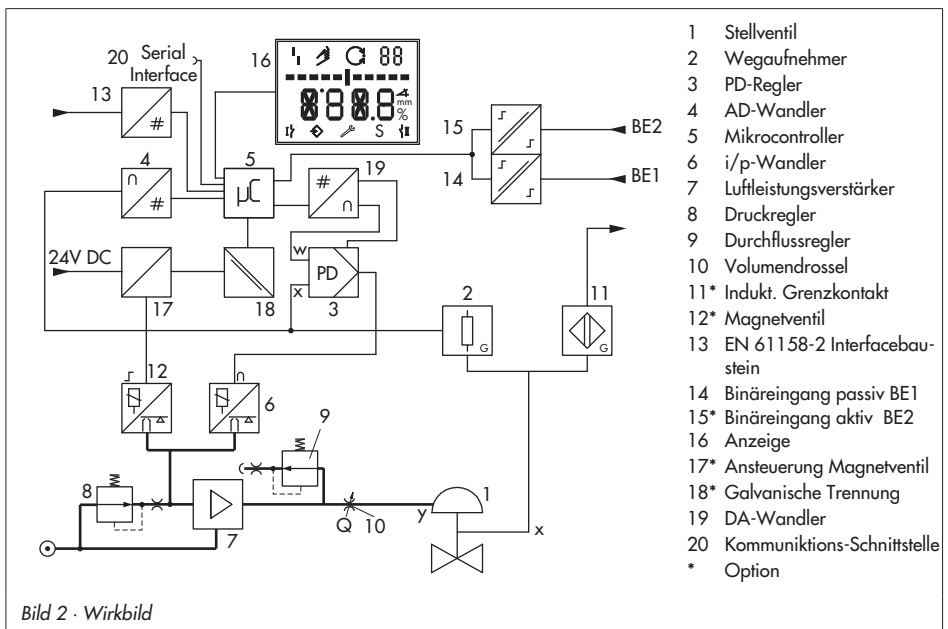 20 Serial
Interface
16
88
8.8.8.8
mm
%
S
13
#
4
#
5
µC
#
19
15
BE2
14
BE1
24V DC
17
18
w
PD
x
3
2
G
11
G
12
6
9
8
7
Q
10
y
1
x
1 Stellventil
2 Wegaufnehmer
3 PD-Regler
4 AD-Wandler
5 Mikrocontroller
6 i/p-Wandler
7 Luftleistungsverstärker
8 Druckregler
9 Durchflussregler
10 Volumendrossel
11* Indukt. Grenzkontakt
12* Magnetventil
13 EN 61158-2 Interfacebau-
stein
14 Binäreingang passiv BE1
15* Binäreingang aktiv BE2
16 Anzeige
17* Ansteuerung Magnetventil
18* Galvanische Trennung
19 DA-Wandler
20 Kommuniktions-Schnittstelle
* Option
Bild 2 · Wirkbild